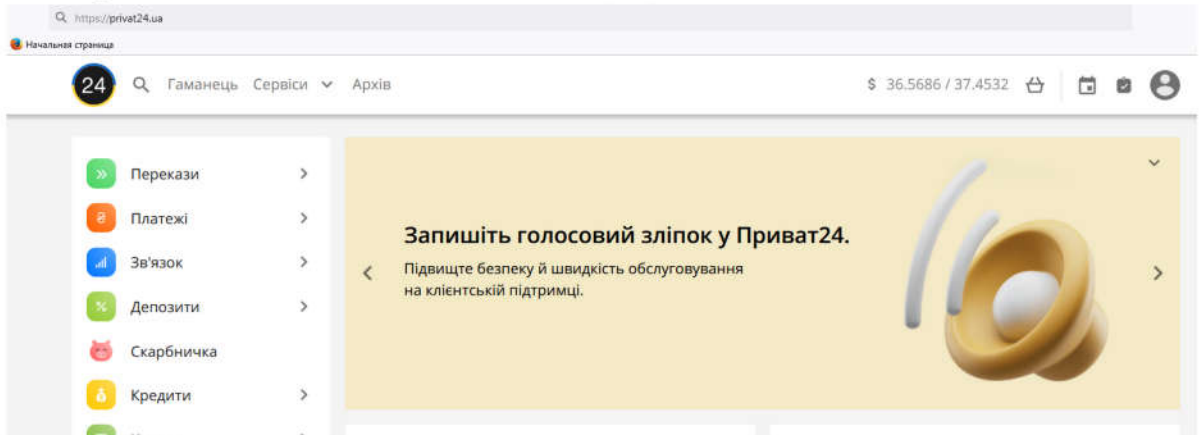 https://privat24.ua
Начальная страница
24 Гаманець Сервіси Архів $ 36.5686 / 37.4532
Перекази
Платежі
Зв'язок
Депозити
Скарбничка
Кредити
Запишіть голосовий зліпок у Приват24.
Підвищте безпеку й швидкість обслуговування
на клієнтській підтримці.